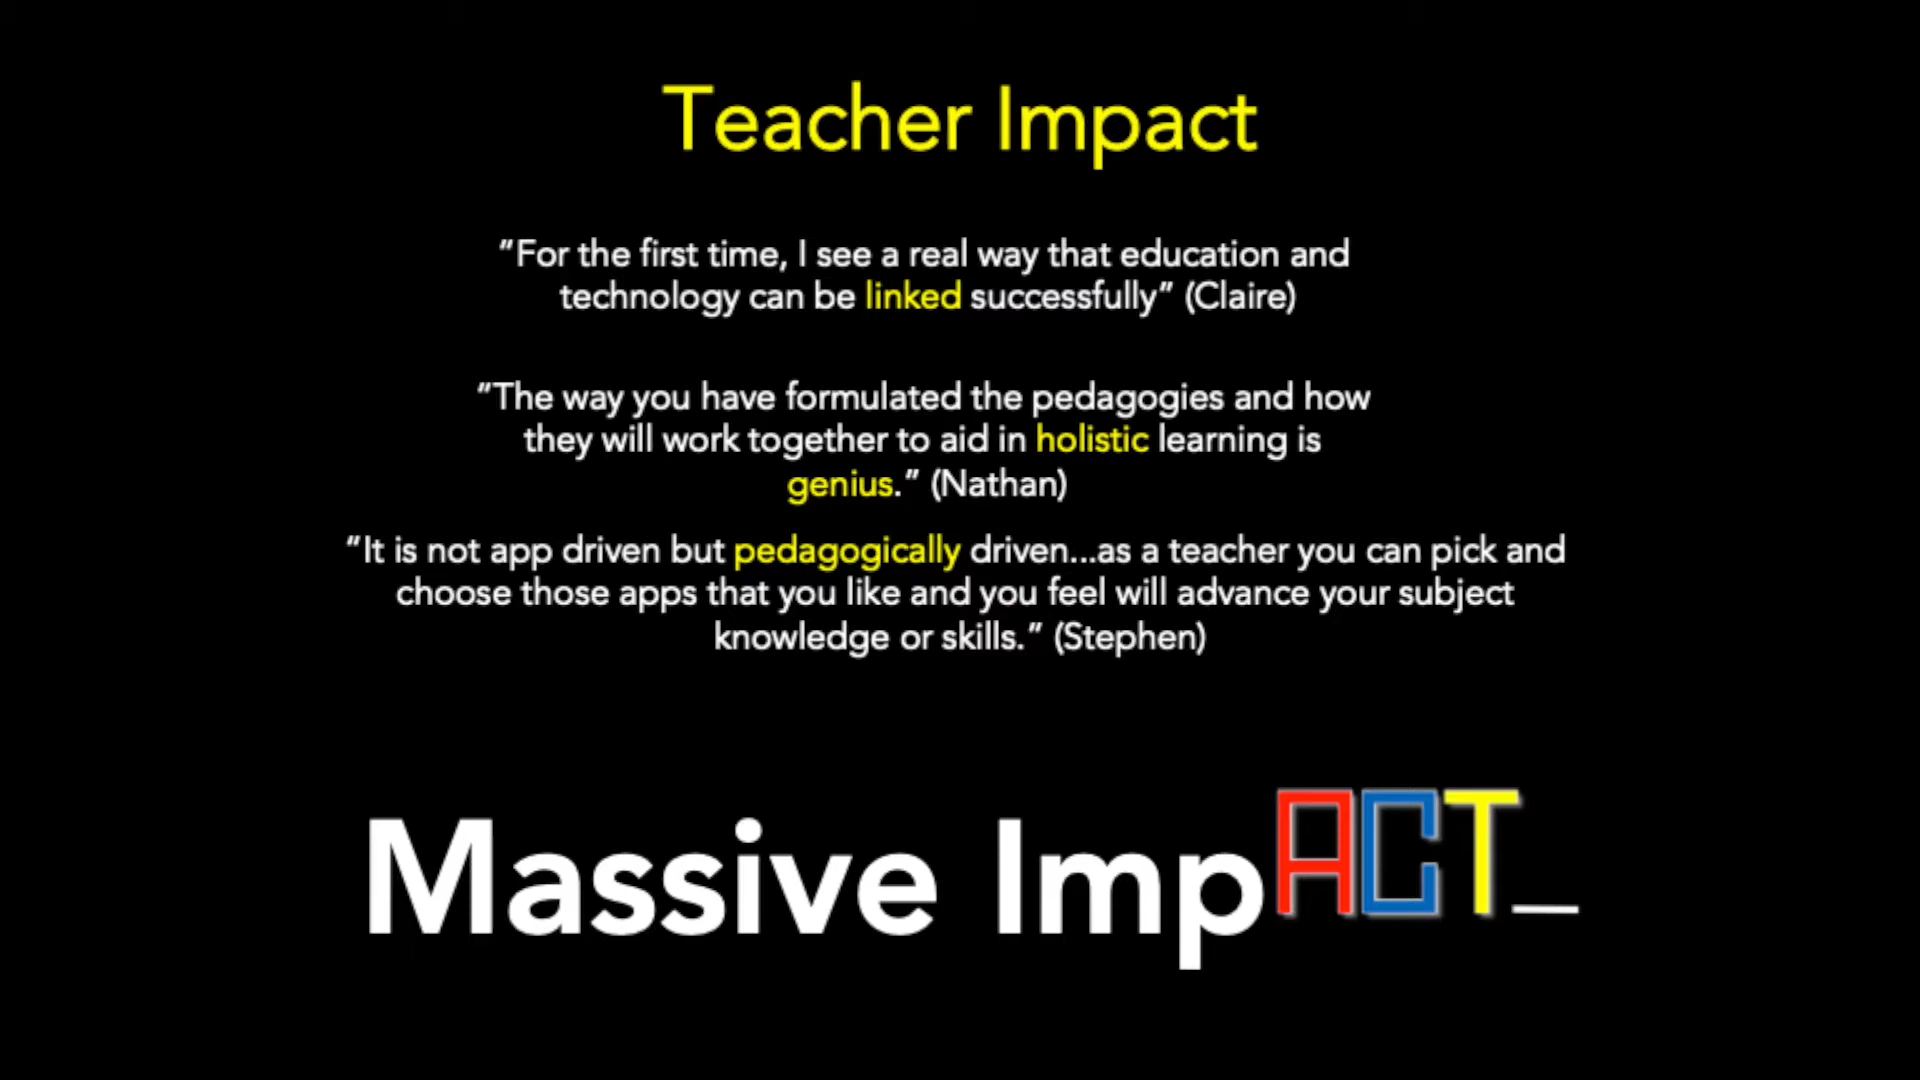 Teacher Impact
“For the first time, I see a real way that education and
technology can be linked successfully” (Claire)
“The way you have formulated the pedagogies and how
they will work together to aid in holistic learning is
genius.” (Nathan)
“It is not app driven but pedagogically driven...as a teacher you can pick and
choose those apps that you like and you feel will advance your subject
knowledge or skills.” (Stephen)
Massive ImpACT_